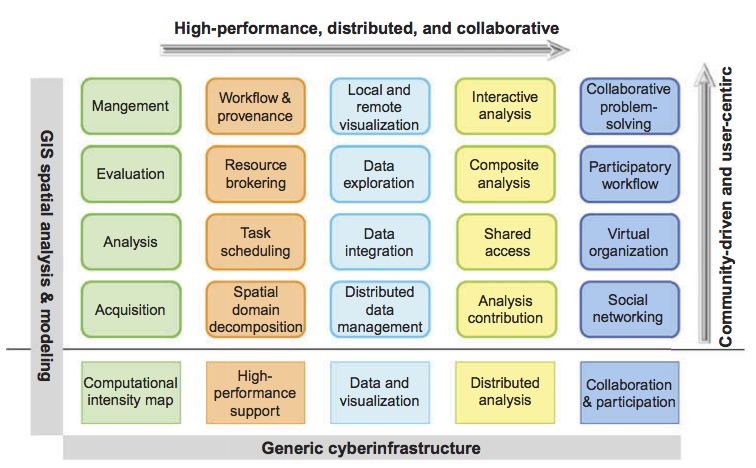 High-performance, distributed, and collaborative
GIS spatial analysis & modeling
Community-driven and user-centirc
Mangement
Workflow &
provenance
Local and
remote
visualization
Interactive
analysis
Collaborative
problem-
solving
Evaluation
Resource
brokering
Data
exploration
Composite
analysis
Participatory
workflow
Analysis
Task
scheduling
Data
integration
Shared
access
Virtual
organization
Acquisition
Spatial
domain
decomposition
Distributed
data
management
Analysis
contribution
Social
networking
Computational
intensity map
High-
performance
support
Data and
visualization
Distributed
analysis
Collaboration
& participation
Generic cyberinfrastructure